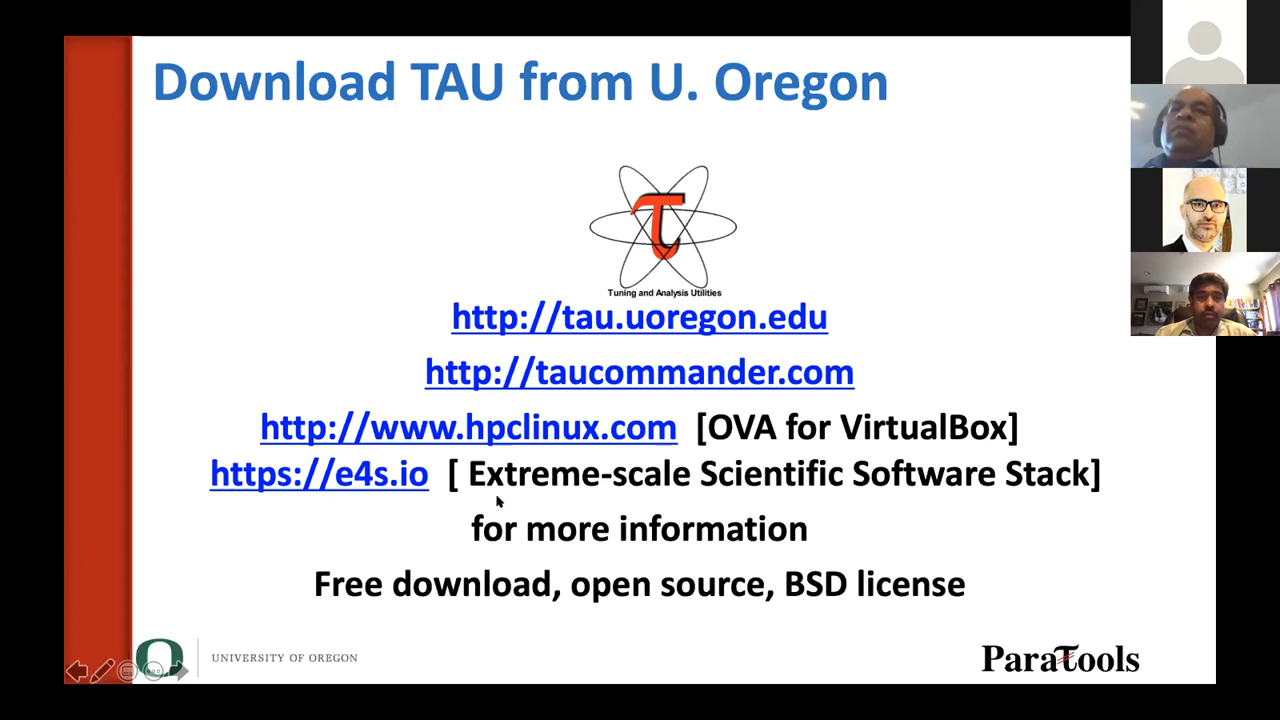 Download TAU from U. Oregon
τ
Tuning and Analysis Utilities
http://tau.uoregon.edu
http://taucommander.com
http://www.hpclinux.com [OVA for VirtualBox]
https://e4s.io [ Extreme-scale Scientific Software Stack]
for more information
Free download, open source, BSD license
O
UNIVERSITY OF OREGON
ParaTools